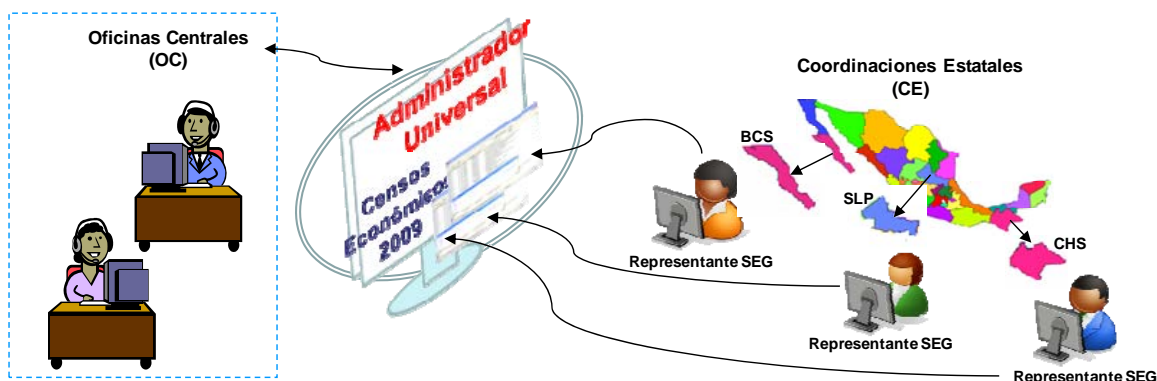 Oficinas Centrales
(OC)
Administrador
Universal
Censos
Económicos
2009
Coordinaciones Estatales
(CE)
BCS
SLP
CHS
Representante SEG
Representante SEG
Representante SEG